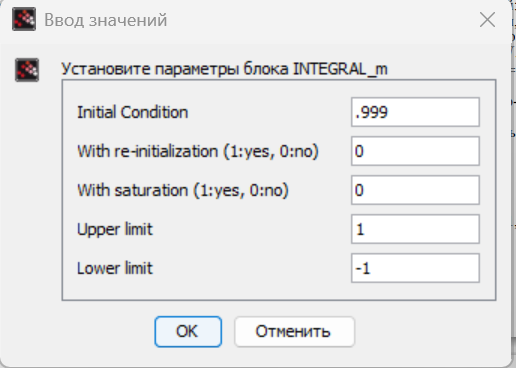 Ввод значений
Установите параметры блока INTEGRAL_m
Initial Condition .999
With re-initialization (1:yes, 0:no) 0
With saturation (1:yes, 0:no) 0
Upper limit 1
Lower limit -1
OK Отменить